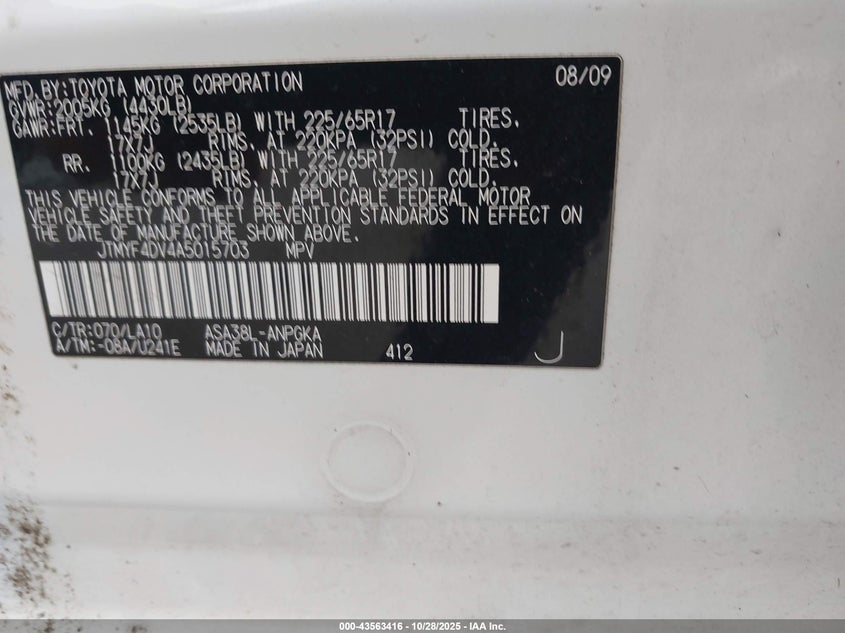 MFD. BY: TOYOTA MOTOR CORPORATION 08/09
GVWR: 2005KG (4430LB)
GAWR: FRT. 1145KG (2535LB) WITH 225/65R17 TIRES.
17X7J RIMS. AT 220KPA (32PSI) COLD.
RR. 1100KG (2435LB) WITH 225/65R17 TIRES.
17X7J RIMS. AT 220KPA (32PSI) COLD.
THIS VEHICLE CONFORMS TO ALL APPLICABLE FEDERAL MOTOR
VEHICLE SAFETY AND THEFT PREVENTION STANDARDS IN EFFECT ON
THE DATE OF MANUFACTURE SHOWN ABOVE.
JTMYF4DV4A5015703 MPV
C/TR: 070/LA10 ASA38L-ANPGKA
A/TM: -08A/U241E MADE IN JAPAN 412 J
000-43563416 | 10/28/2025 - IAA Inc.